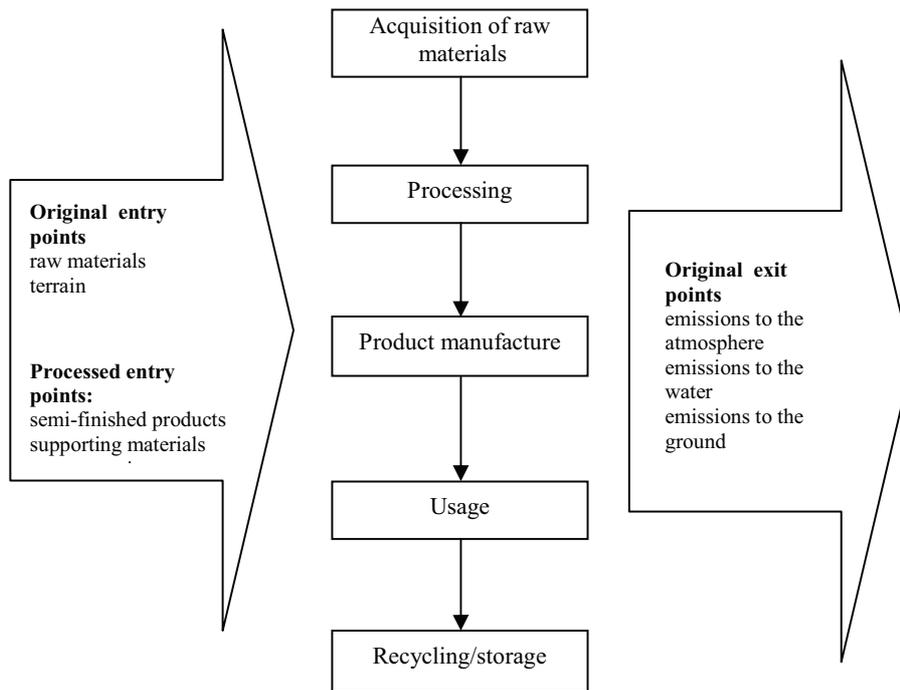 Original entry
points
raw materials
terrain
Processed entry
points:
semi-finished products
supporting materials
.
Acquisition of raw
materials
Processing
Product manufacture
Usage
Recycling/storage
Original exit
points
emissions to the
atmosphere
emissions to the
water
emissions to the
ground